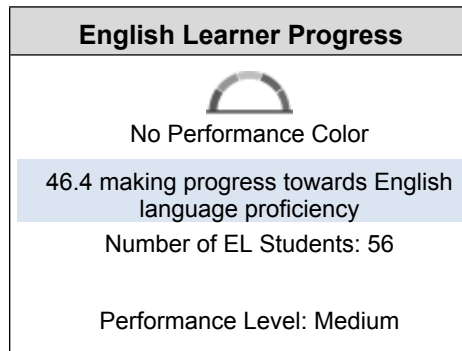 English Learner Progress
No Performance Color
46.4 making progress towards English
language proficiency
Number of EL Students: 56
Performance Level: Medium